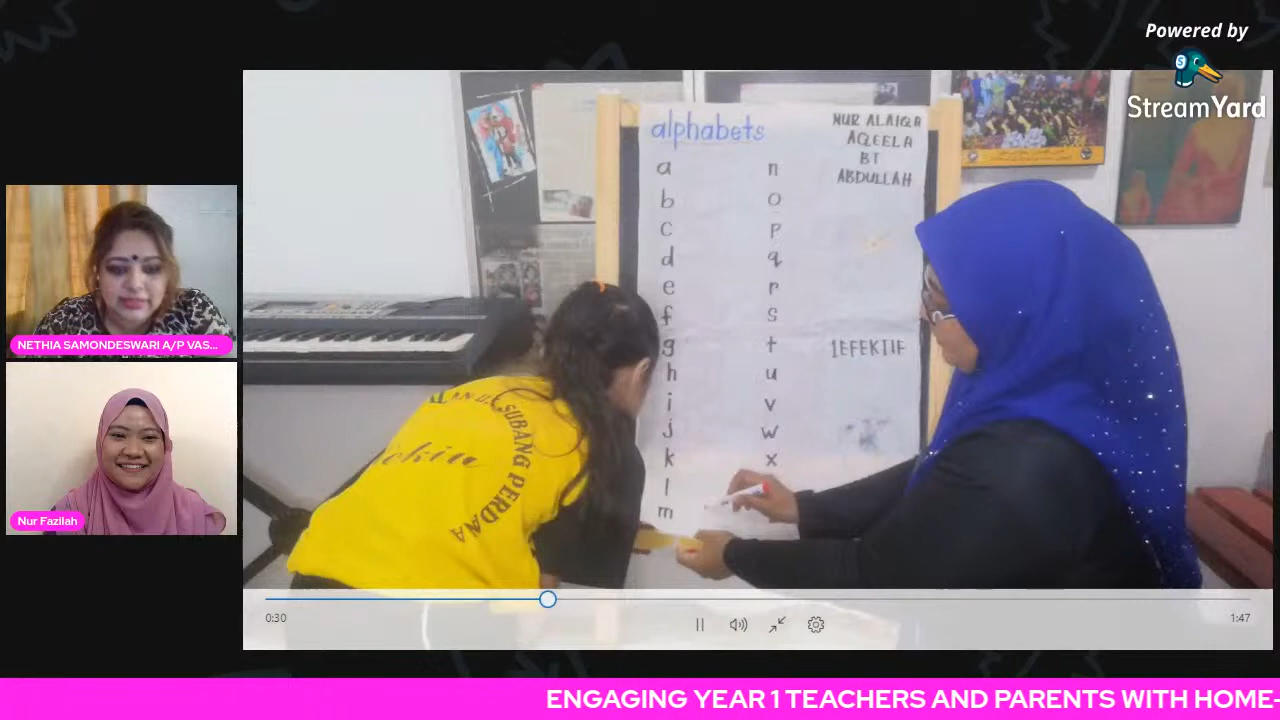 Powered by
StreamYard
alphabets
NUR ALAIQA
AQEELA
BT
ABDULLAH
a
b
c
d
e
f
g
h
i
j
k
l
m
n
o
p
q
r
s
t
u
v
w
x
1EFEKTIF
SUBANG PERDANA
NETHIA SAMONDESWARI A/P VAS...
Nur Fazilah
0:30
1:47
ENGAGING YEAR 1 TEACHERS AND PARENTS WITH HOME-